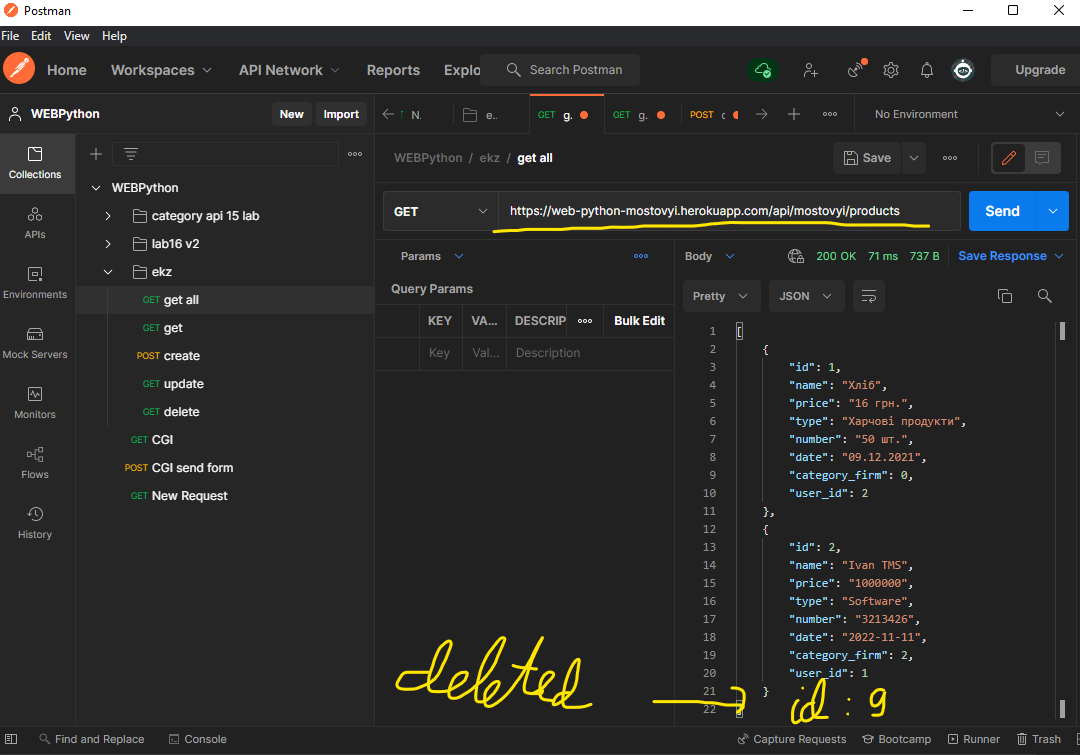 Postman
File Edit View Help
Home Workspaces API Network Reports Explo Search Postman Upgrade
WEBPython New Import N. e.. GET g. GET g. POST No Environment
Collections
APIs
Environments
Mock Servers
Monitors
Flows
History
WEBPython
category api 15 lab
lab16 v2
ekz
GET get all
GET get
POST create
GET update
GET delete
GET CGI
POST CGI send form
GET New Request
WEBPython / ekz / get all Save
GET https://web-python-mostovyi.herokuapp.com/api/mostovyi/products Send
Params
Query Params
KEY VA... DESCRIP Bulk Edit
Key Val... Description
Body 200 OK 71 ms 737 B Save Response
Pretty JSON
1 [
2 {
3 "id": 1,
4 "name": "Хліб",
5 "price": "16 грн.",
6 "type": "Харчові продукти",
7 "number": "50 шт.",
8 "date": "09.12.2021",
9 "category_firm": 0,
10 "user_id": 2
11 },
12 {
13 "id": 2,
14 "name": "Ivan TMS",
15 "price": "1000000",
16 "type": "Software",
17 "number": "3213426",
18 "date": "2022-11-11",
19 "category_firm": 2,
20 "user_id": 1
21 }
22 ]
deleted id : 9
Find and Replace Console Capture Requests Bootcamp Runner Trash